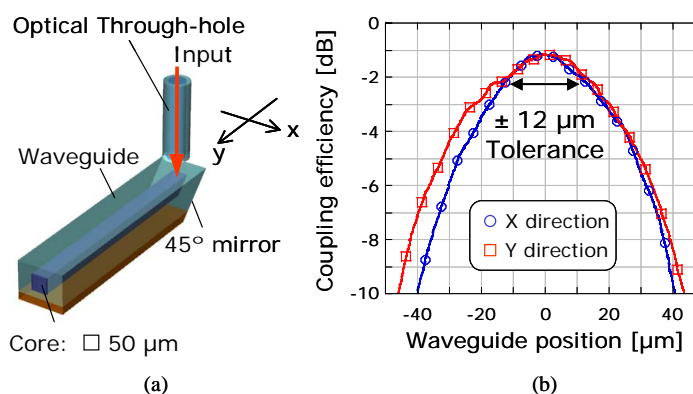 Optical Through-hole
Input
x
y
Waveguide
45° mirror
Core: □ 50 μm
(a)
Coupling efficiency [dB]
0
-2
-4
-6
-8
-10
± 12 μm
Tolerance
X direction
Y direction
-40 -20 0 20 40
Waveguide position [μm]
(b)